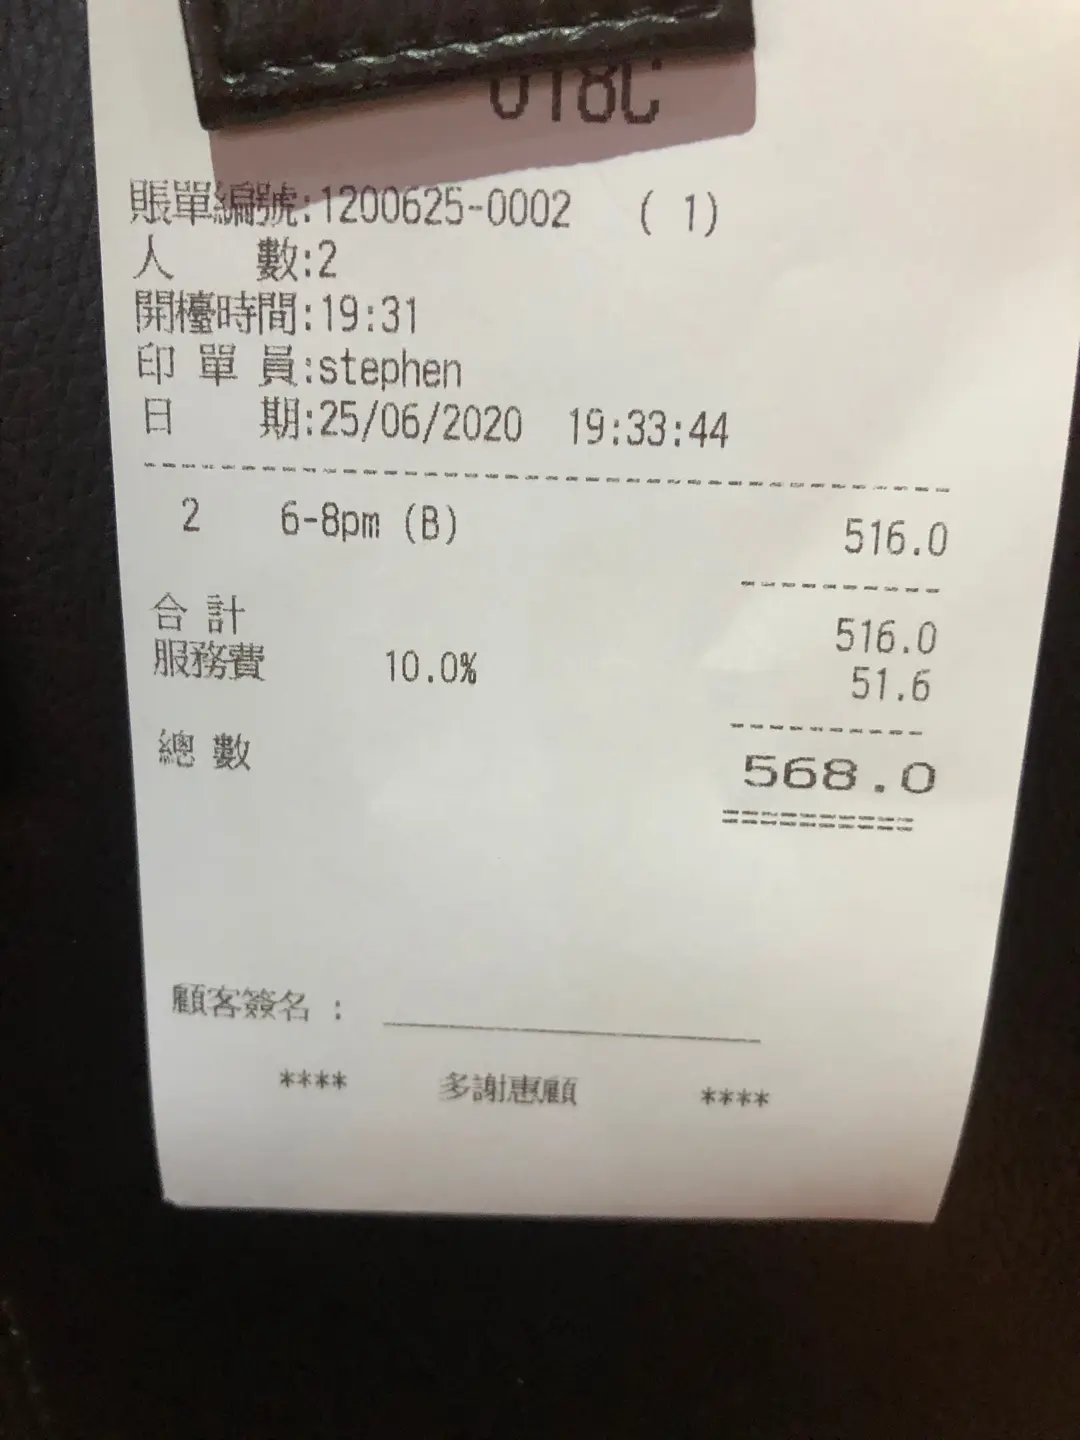 018C
賬單編號:1200625-0002 ( 1)
人 數:2
開檯時間:19:31
印單員:stephen
日 期:25/06/2020 19:33:44
2 6-8pm (B) 516.0
合計 516.0
服務費 10.0% 51.6
總數 568.0
顧客簽名 :
**** 多謝惠顧 ****